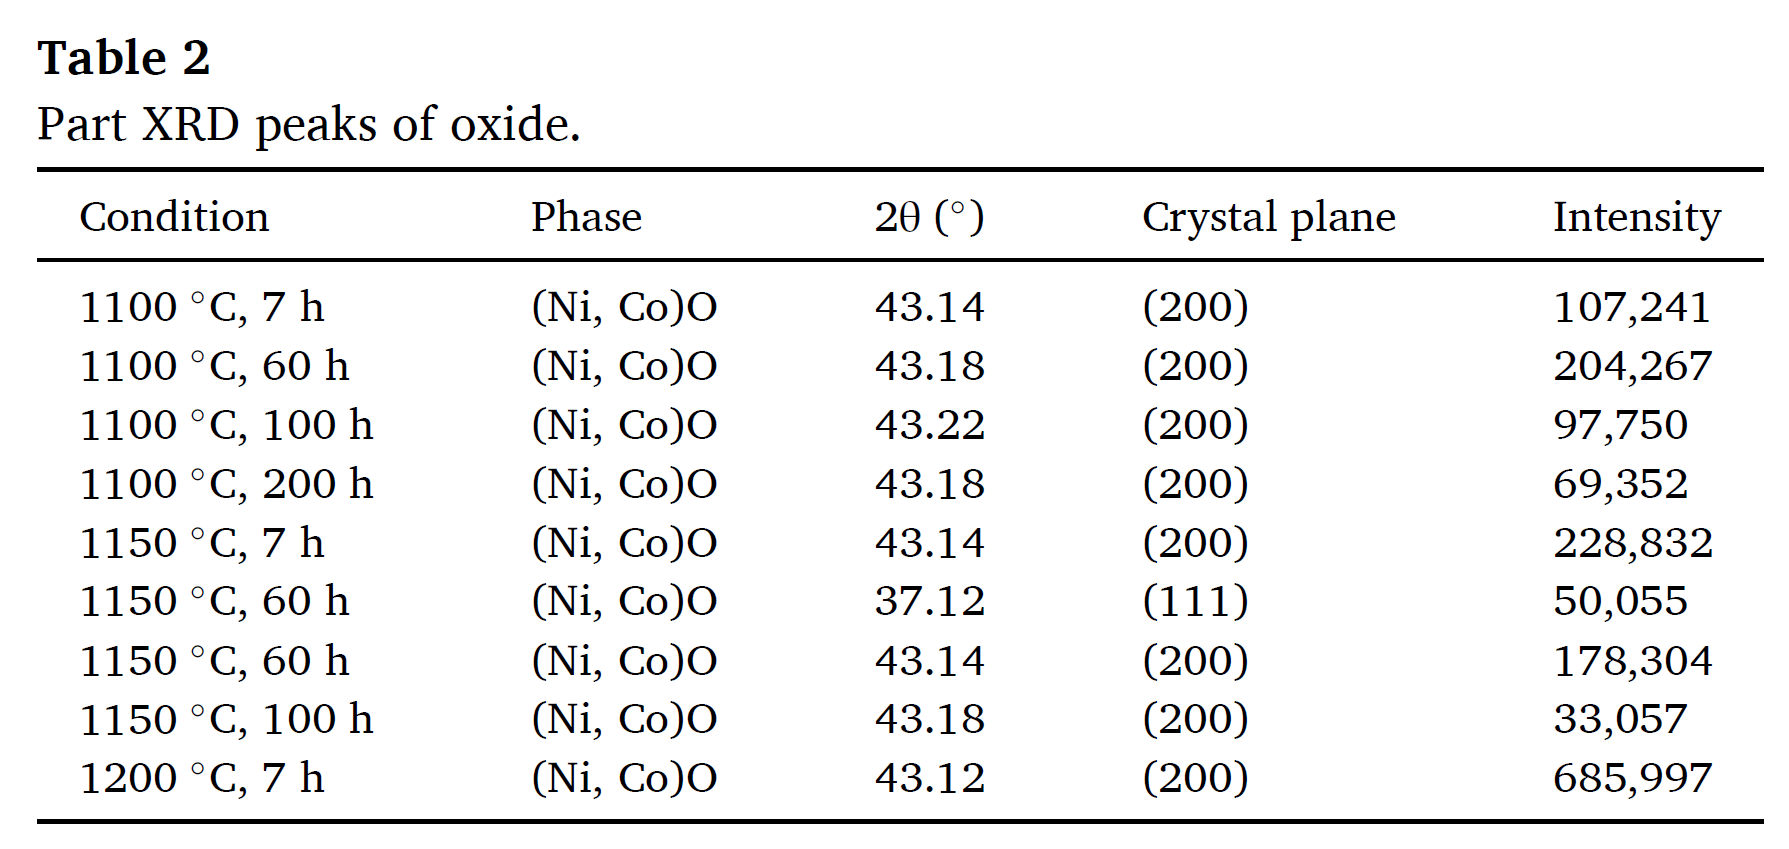 Table 2
Part XRD peaks of oxide.
Condition Phase 2θ (°) Crystal plane Intensity
1100 °C, 7 h (Ni, Co)O 43.14 (200) 107,241
1100 °C, 60 h (Ni, Co)O 43.18 (200) 204,267
1100 °C, 100 h (Ni, Co)O 43.22 (200) 97,750
1100 °C, 200 h (Ni, Co)O 43.18 (200) 69,352
1150 °C, 7 h (Ni, Co)O 43.14 (200) 228,832
1150 °C, 60 h (Ni, Co)O 37.12 (111) 50,055
1150 °C, 60 h (Ni, Co)O 43.14 (200) 178,304
1150 °C, 100 h (Ni, Co)O 43.18 (200) 33,057
1200 °C, 7 h (Ni, Co)O 43.12 (200) 685,997